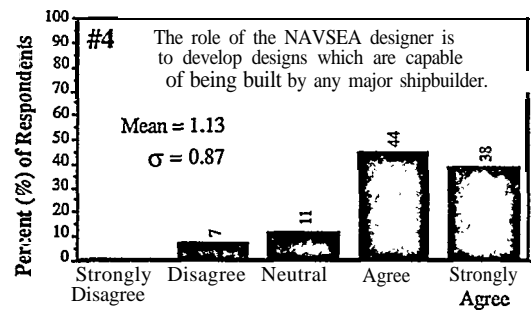 #4
The role of the NAVSEA designer is
to develop designs which are capable
of being built by any major shipbuilder.
Mean = 1.13
σ = 0.87
Percent (%) of Respondents
100
90
80
70
60
50
40
30
20
10
0
7
11
44
38
Strongly
Disagree
Disagree
Neutral
Agree
Strongly
Agree